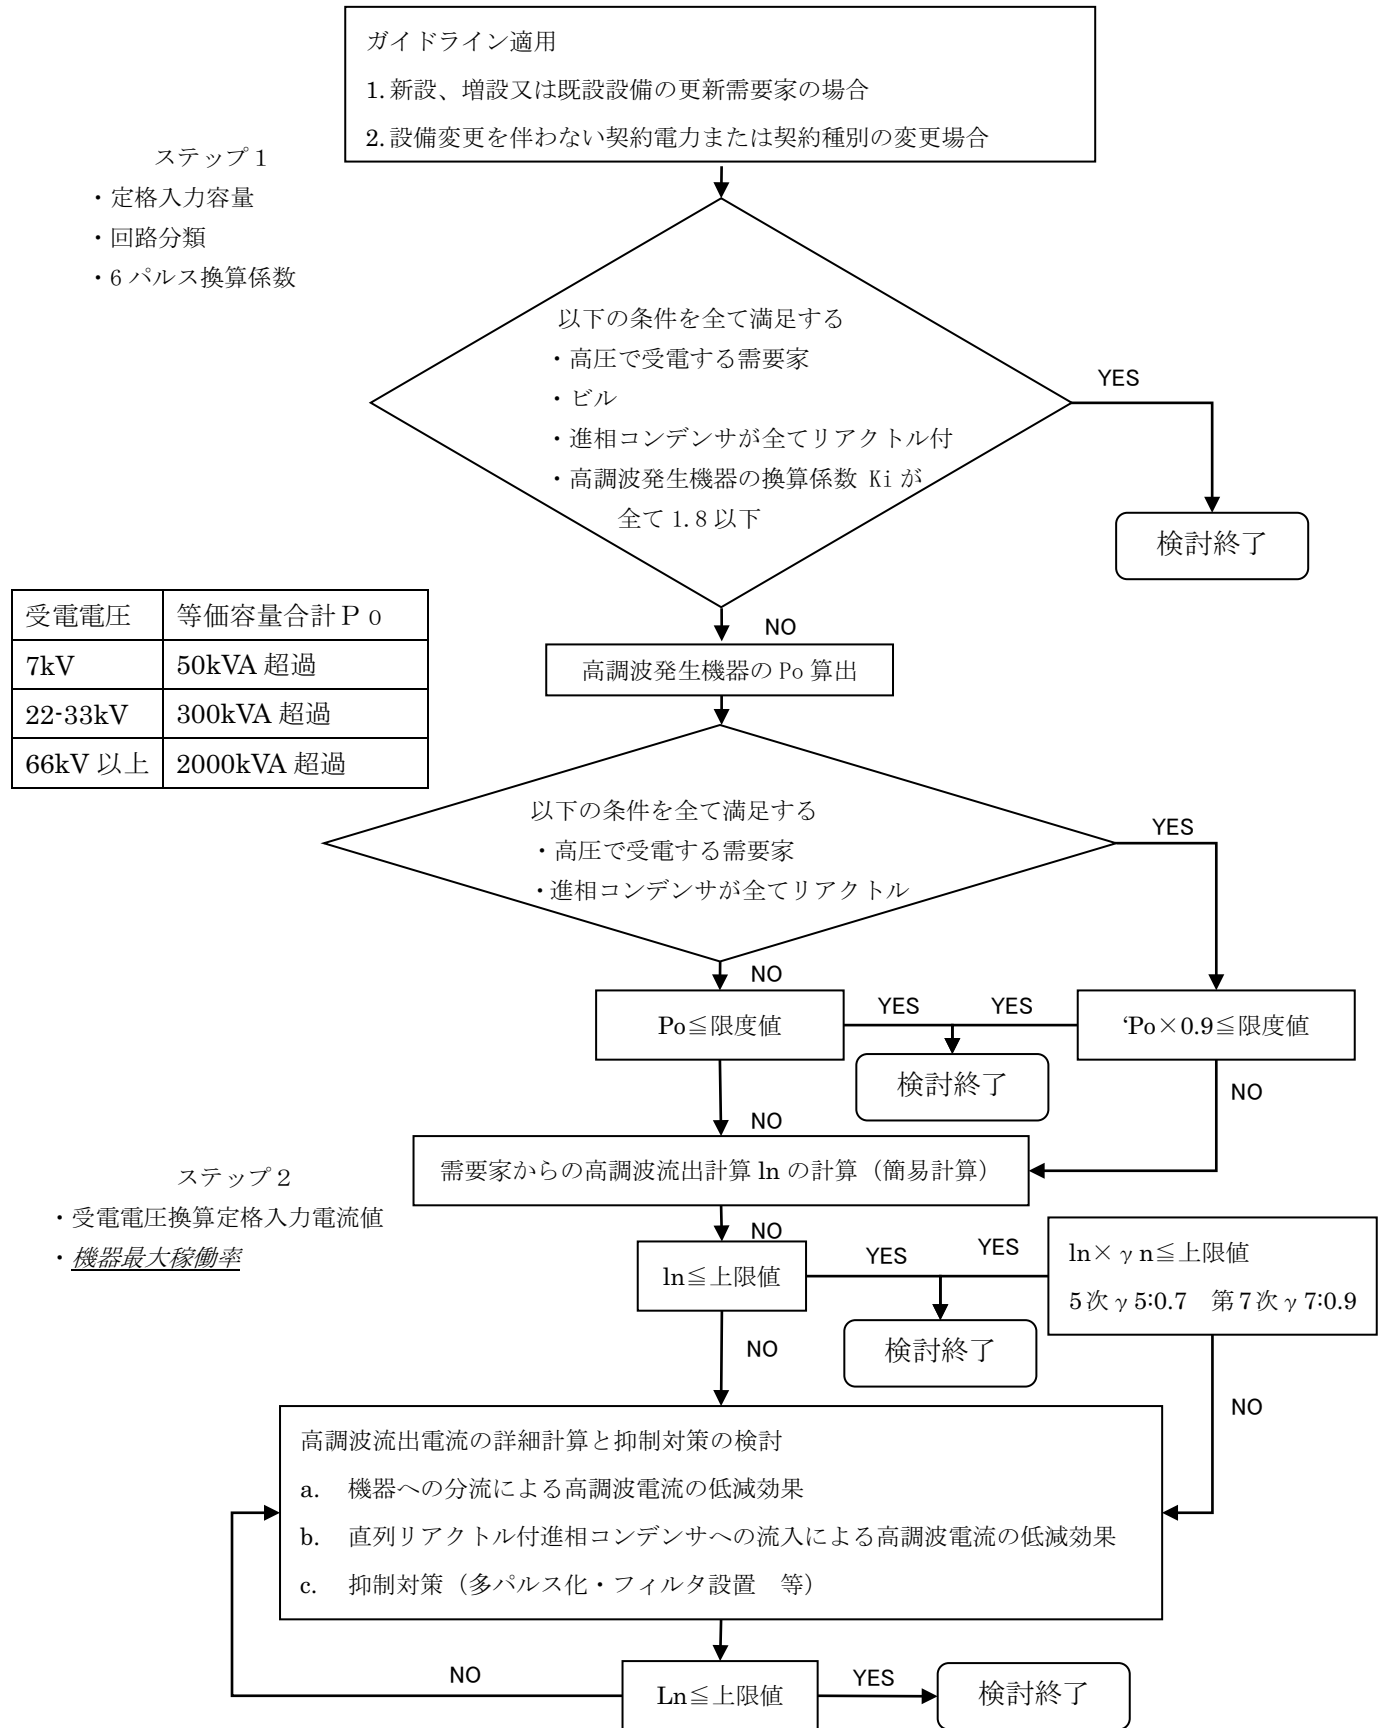 ガイドライン適用
1.新設、増設又は既設設備の更新需要家の場合
2.設備変更を伴わない契約電力または契約種別の変更場合
ステップ１
・定格入力容量
・回路分類
・6パルス換算係数
以下の条件を全て満足する
・高圧で受電する需要家
・ビル
・進相コンデンサが全てリアクトル付
・高調波発生機器の換算係数 Ki が
全て 1.8 以下
YES
検討終了
NO
受電電圧 等価容量合計Ｐ0
7kV 50kVA 超過
22-33kV 300kVA 超過
66kV 以上 2000kVA 超過
高調波発生機器の Po 算出
以下の条件を全て満足する
・高圧で受電する需要家
・進相コンデンサが全てリアクトル
YES
NO
Po≦限度値
YES
YES
‘Po×0.9≦限度値
検討終了
NO
NO
需要家からの高調波流出計算 ln の計算（簡易計算）
ステップ２
・受電電圧換算定格入力電流値
・機器最大稼働率
NO
ln≦上限値
YES
YES
ln×γn≦上限値
5次γ5:0.7　第7次γ7:0.9
検討終了
NO
NO
高調波流出電流の詳細計算と抑制対策の検討
a.　機器への分流による高調波電流の低減効果
b.　直列リアクトル付進相コンデンサへの流入による高調波電流の低減効果
c.　抑制対策（多パルス化・フィルタ設置　等）
NO
Ln≦上限値
YES
検討終了